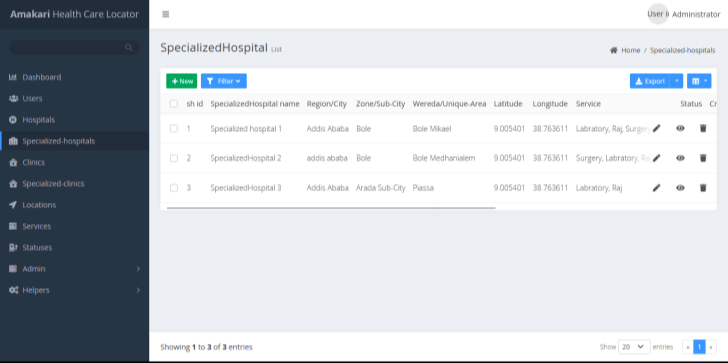 Amakari Health Care Locator
User I Administrator
SpecializedHospital List
Home / Specialized-hospitals
Dashboard
Users
Hospitals
Specialized-hospitals
Clinics
Specialized-clinics
Locations
Services
Statuses
Admin
Helpers
+ New
Filter
Export
sh id SpecializedHospital name Region/City Zone/Sub-City Wereda/Unique-Area Latitude Longitude Service Status Cr
1 Specialized hospital 1 Addis Ababa Bole Bole Mikael 9.005401 38.763611 Labratory, Raj, Surgery
2 SpecializedHospital 2 addis ababa Bole Bole Medhanialem 9.005401 38.763611 Surgery, Labratory, Raj
3 SpecializedHospital 3 Addis Ababa Arada Sub-City Piassa 9.005401 38.763611 Labratory, Raj
Showing 1 to 3 of 3 entries
Show 20 entries « 1 »